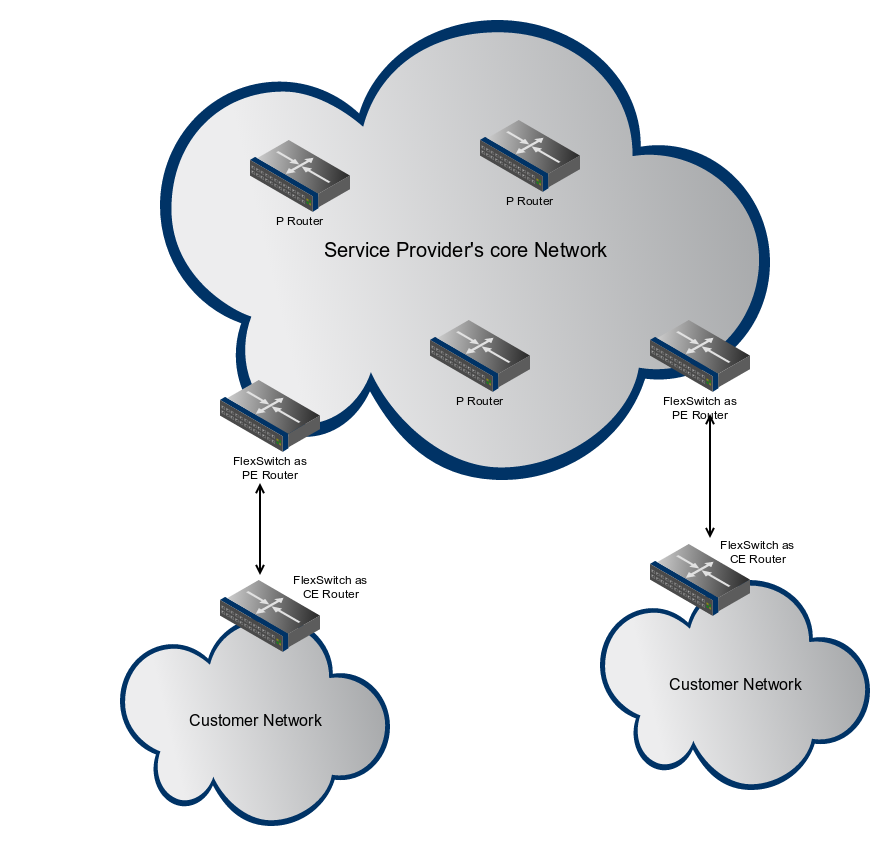 P Router
P Router
Service Provider's core Network
P Router
FlexSwitch as
PE Router
FlexSwitch as
PE Router
FlexSwitch as
CE Router
FlexSwitch as
CE Router
Customer Network
Customer Network